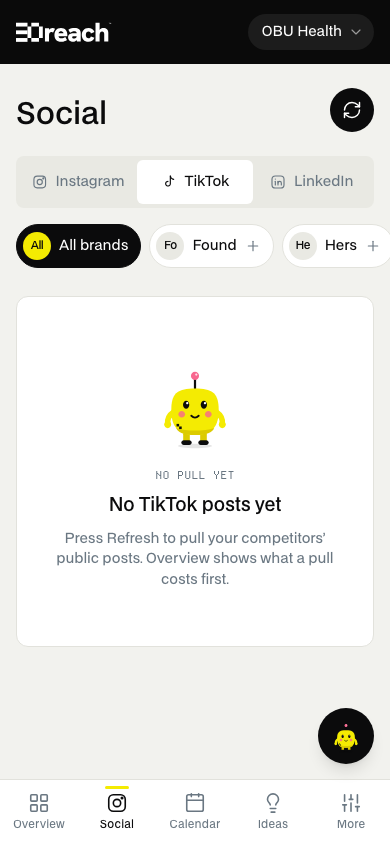 reach
OBU Health
Social
Instagram
TikTok
LinkedIn
All All brands
Fo Found +
He Hers +
NO PULL YET
No TikTok posts yet
Press Refresh to pull your competitors'
public posts. Overview shows what a pull
costs first.
Overview
Social
Calendar
Ideas
More